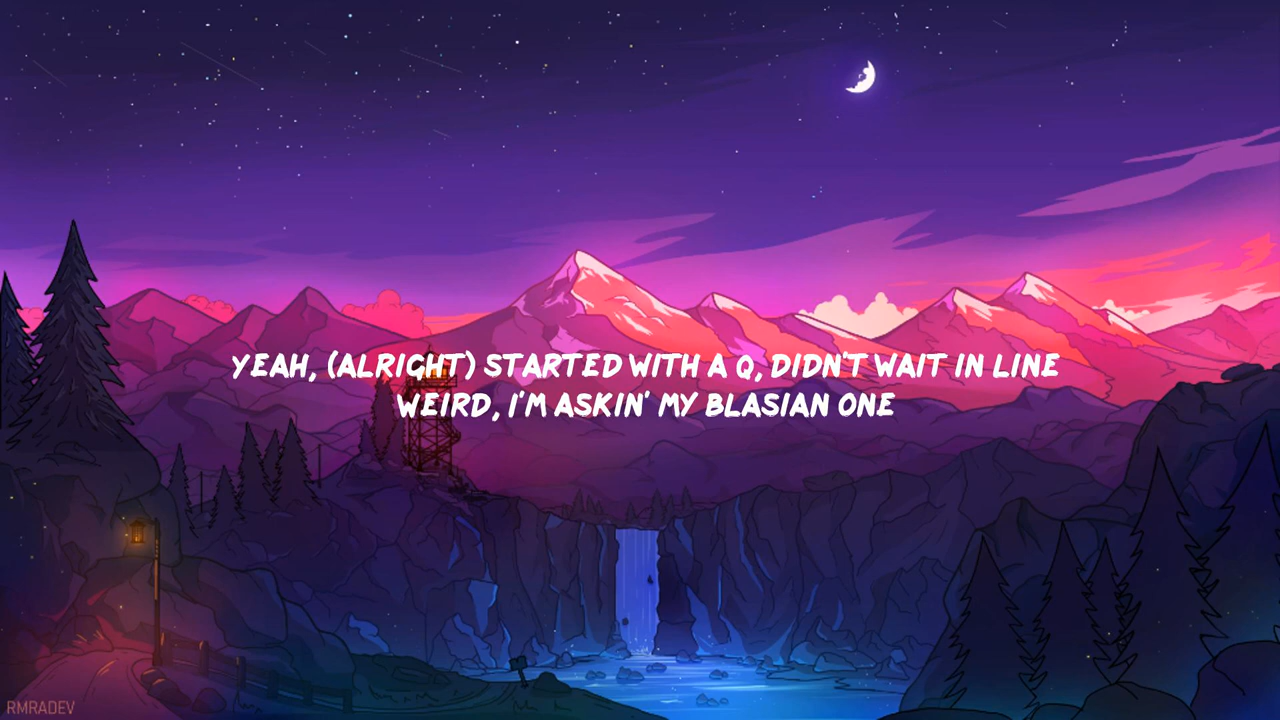 YEAH, (ALRIGHT) STARTED WITH A Q, DIDN'T WAIT IN LINE
WEIRD, I'M ASKIN' MY BLASIAN ONE
RMRADEV